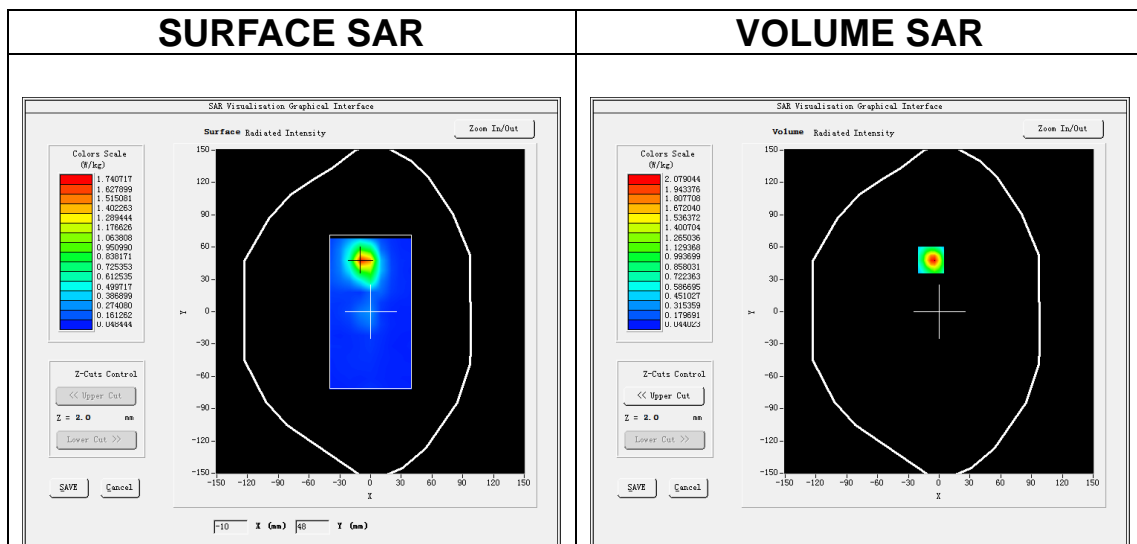 SURFACE SAR
VOLUME SAR
SAR Visualisation Graphical Interface
Surface Radiated Intensity
Zoom In/Out
Colors Scale
(W/kg)
1.740717
1.627899
1.515081
1.402263
1.289444
1.176626
1.063808
0.950990
0.838171
0.725353
0.612535
0.499717
0.386899
0.274080
0.161262
0.048444
150
120
90
60
30
0
-30
-60
-90
-120
-150
Y
-150 -120 -90 -60 -30 0 30 60 90 120 150
X
Z-Cuts Control
<< Upper Cut
Z = 2.0 mm
Lower Cut >>
SAVE Cancel
-10 X (mm) 48 Y (mm)
SAR Visualisation Graphical Interface
Volume Radiated Intensity
Zoom In/Out
Colors Scale
(W/kg)
2.079044
1.943376
1.807708
1.672040
1.536372
1.400704
1.265036
1.129368
0.993699
0.858031
0.722363
0.586695
0.451027
0.315359
0.179691
0.044023
150
120
90
60
30
0
-30
-60
-90
-120
-150
Y
-150 -120 -90 -60 -30 0 30 60 90 120 150
X
Z-Cuts Control
<< Upper Cut
Z = 2.0 mm
Lower Cut >>
SAVE Cancel